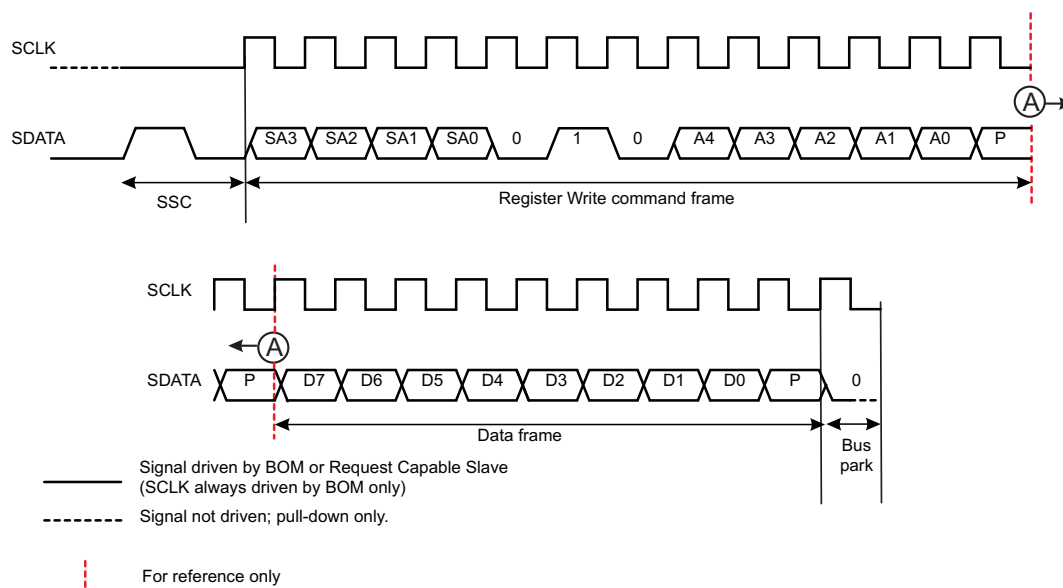 SCLK
A
SDATA SA3 SA2 SA1 SA0 0 1 0 A4 A3 A2 A1 A0 P
SSC Register Write command frame
SCLK
A
SDATA P D7 D6 D5 D4 D3 D2 D1 D0 P 0
Data frame Bus
park
Signal driven by BOM or Request Capable Slave
(SCLK always driven by BOM only)
Signal not driven; pull-down only.
For reference only